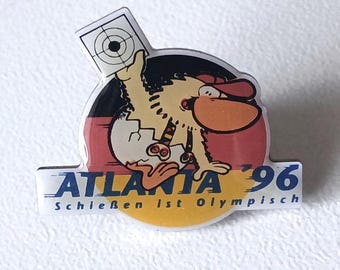 ATLANTA '96
Schießen ist Olympisch